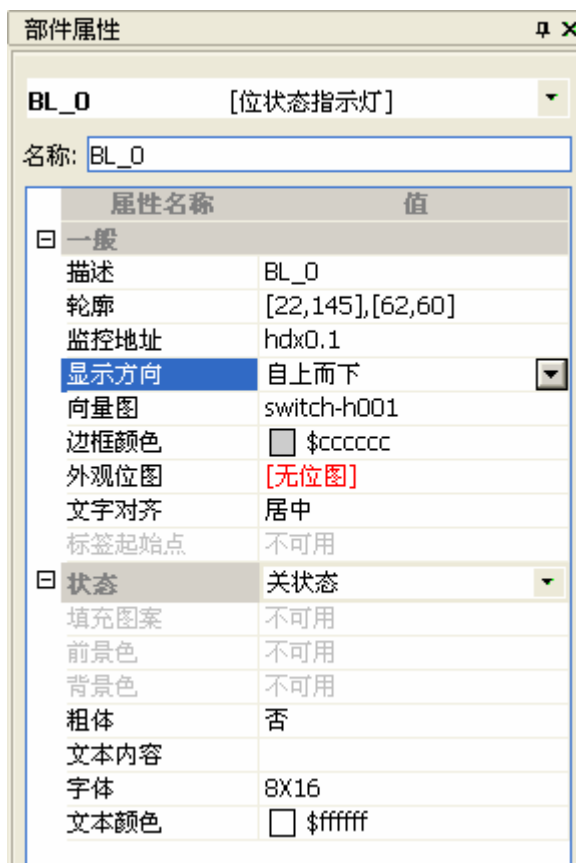 部件属性
BL_0 [位状态指示灯]
名称: BL_0
属性名称 值
一般
描述 BL_0
轮廓 [22,145],[62,60]
监控地址 hdx0.1
显示方向 自上而下
向量图 switch-h001
边框颜色 $cccccc
外观位图 [无位图]
文字对齐 居中
标签起始点 不可用
状态 关状态
填充图案 不可用
前景色 不可用
背景色 不可用
粗体 否
文本内容
字体 8X16
文本颜色 $ffffff